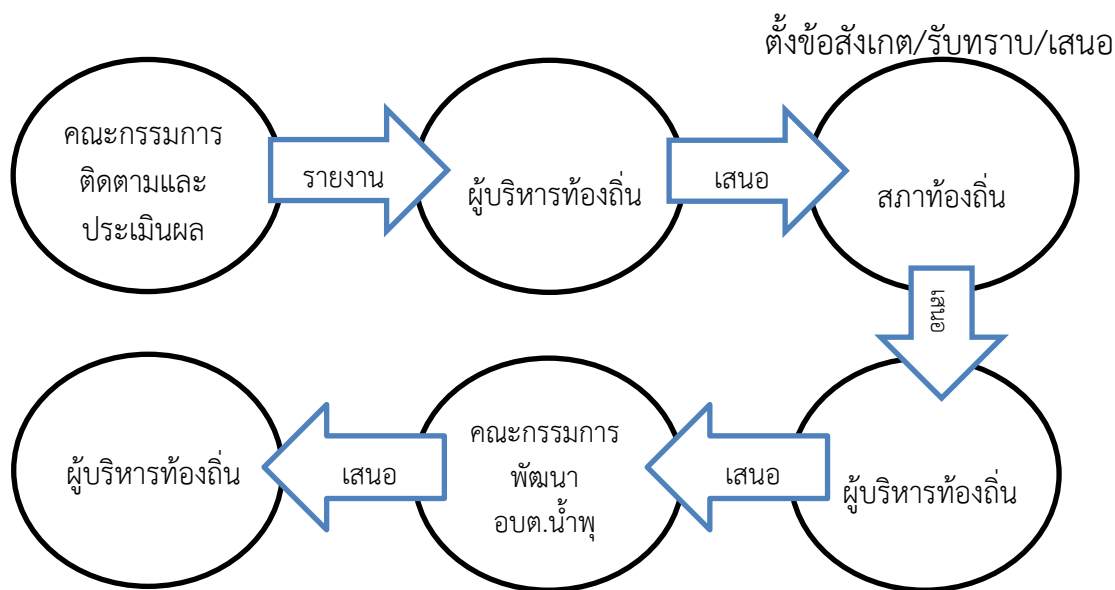 ตั้งข้อสังเกต/รับทราบ/เสนอ
คณะกรรมการ
ติดตามและ
ประเมินผล
รายงาน
ผู้บริหารท้องถิ่น
เสนอ
สภาท้องถิ่น
เสนอ
ผู้บริหารท้องถิ่น
เสนอ
คณะกรรมการ
พัฒนา
อบต.น้ำพุ
เสนอ
ผู้บริหารท้องถิ่น